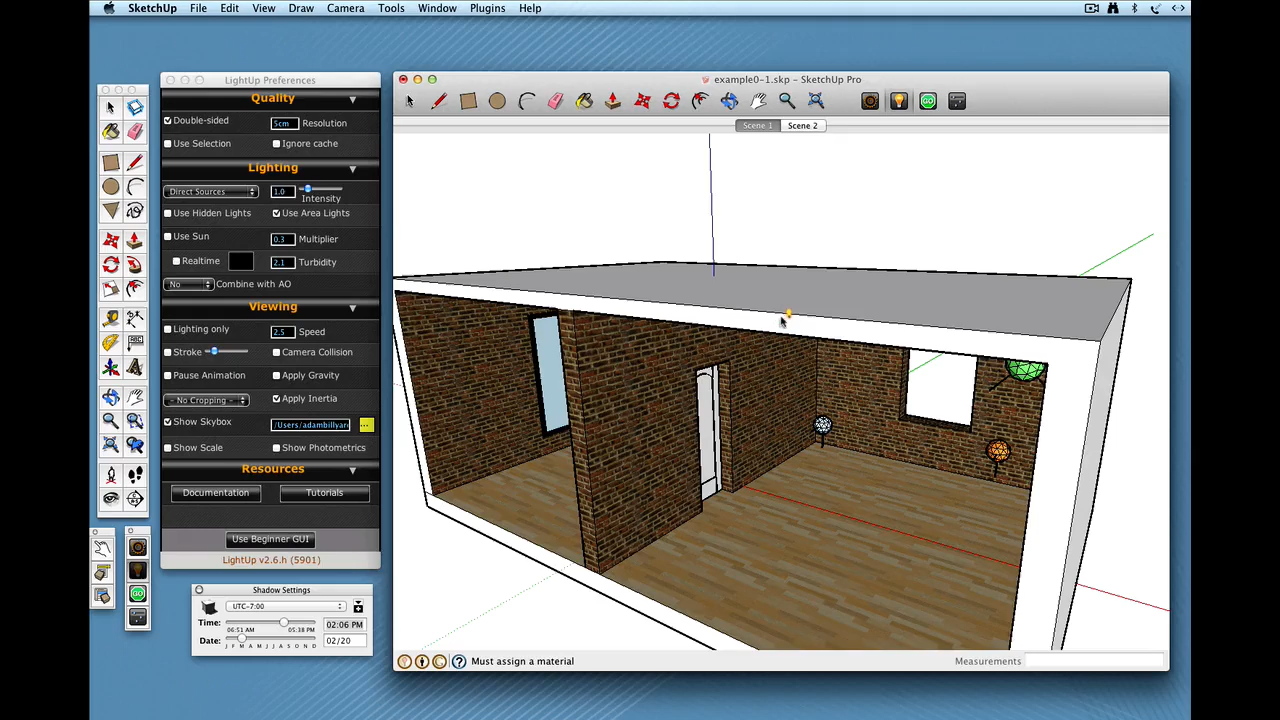 SketchUp File Edit View Draw Camera Tools Window Plugins Help
LightUp Preferences
Quality
Double-sided 5cm Resolution
Use Selection Ignore cache
Lighting
Direct Sources 1.0 Intensity
Use Hidden Lights Use Area Lights
Use Sun 0.3 Multiplier
Realtime 2.1 Turbidity
No Combine with AO
Viewing
Lighting only 2.5 Speed
Stroke Camera Collision
Pause Animation Apply Gravity
- No Cropping - Apply Inertia
Show Skybox /Users/adambillyar
Show Scale Show Photometrics
Resources
Documentation Tutorials
Use Beginner GUI
LightUp v2.6.h (5901)
Shadow Settings
UTC-7:00
Time: 02:06 PM
06:51 AM 05:38 PM
Date: 02/20
J F M A M J J A S O N D
example0-1.skp - SketchUp Pro
GO
Scene 1 Scene 2
GO
? Must assign a material Measurements